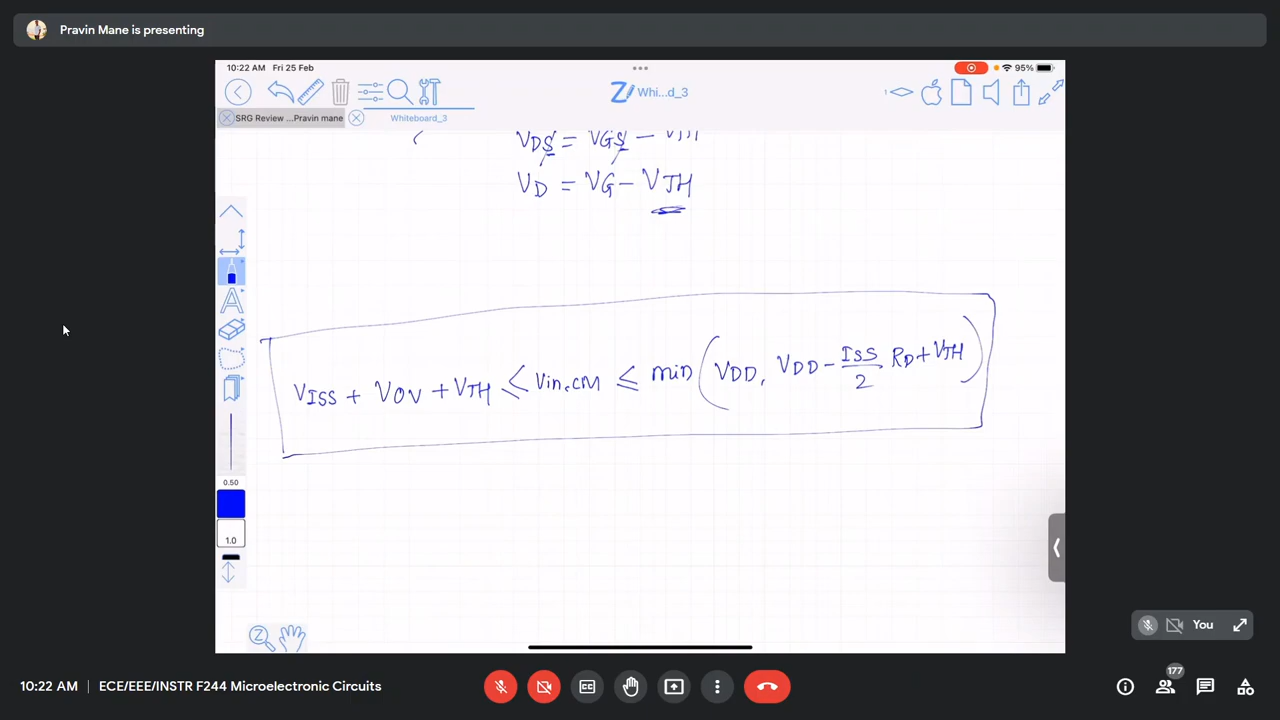 Pravin Mane is presenting
10:22 AM Fri 25 Feb
95%
Whi...d_3
SRG Review ...Pravin mane
Whiteboard_3
VDS = VGS - VTH
VD = VG - VTH
VISS + VOV + VTH ≤ Vin,CM ≤ min (VDD, VDD - ISS/2 RD + VTH)
0.50
1.0
You
177
10:22 AM | ECE/EEE/INSTR F244 Microelectronic Circuits